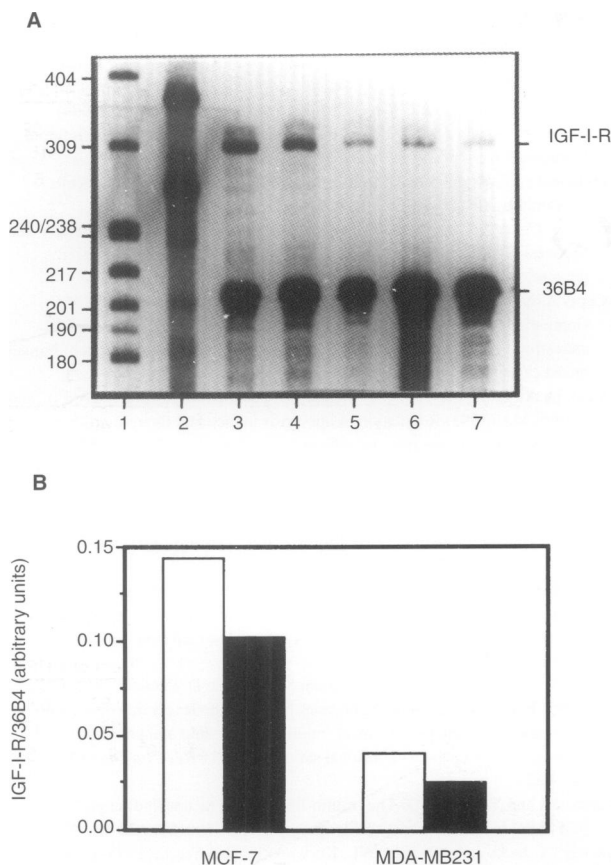 A
404
309
240/238
217
201
190
180
IGF-I-R
36B4
1 2 3 4 5 6 7
B
IGF-I-R/36B4 (arbitrary units)
0.15
0.10
0.05
0.00
MCF-7 MDA-MB231